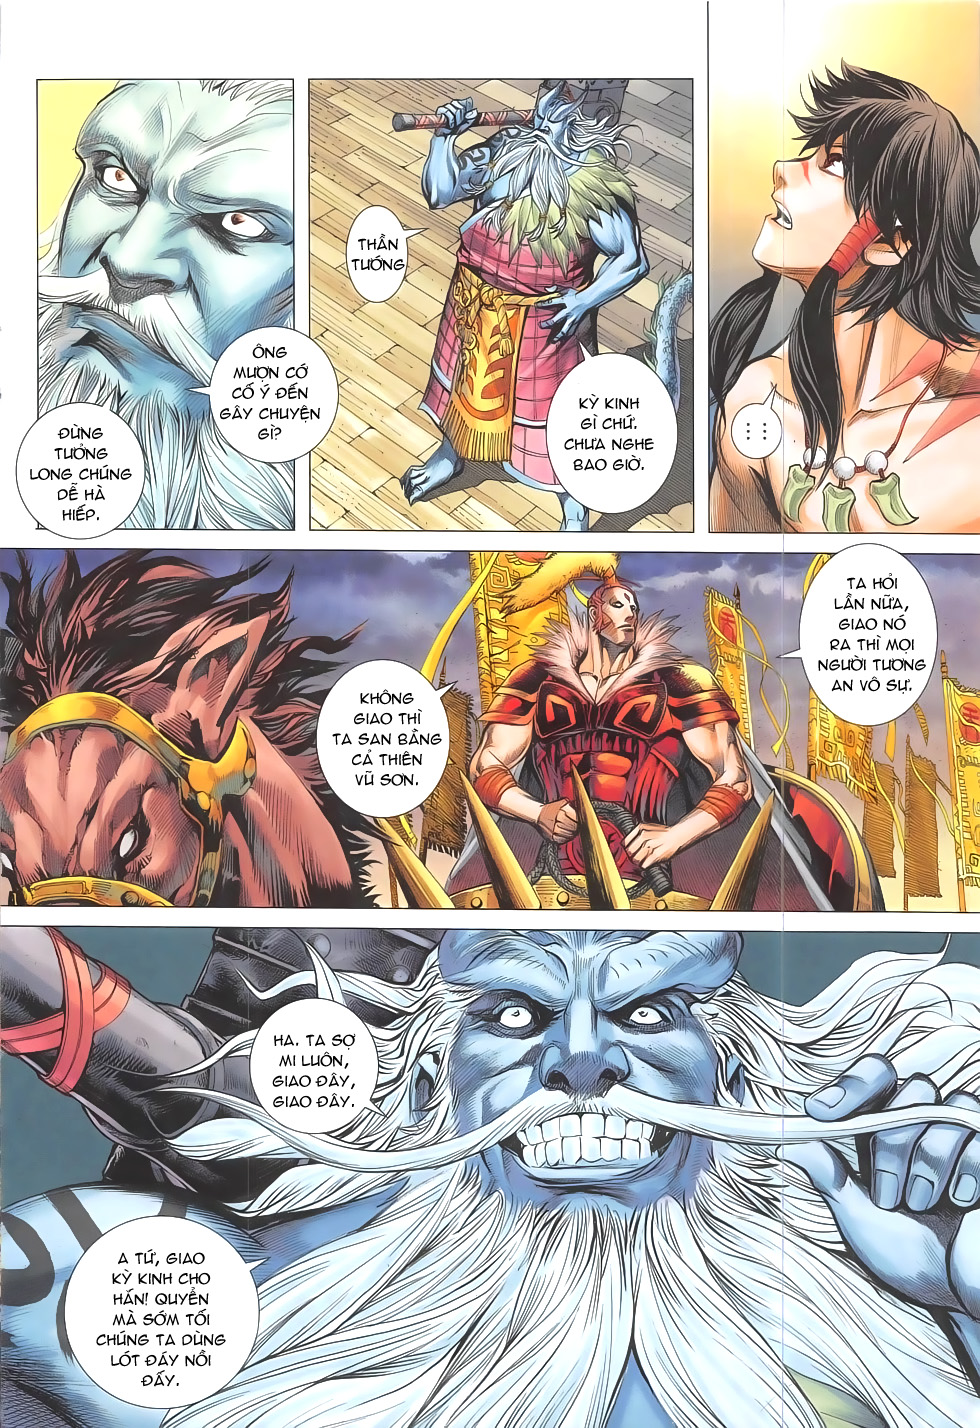 THẦN
TƯỚNG
KỲ KINH
GÌ CHỨ.
CHƯA NGHE
BAO GIỜ.
ÔNG
MƯỢN CỚ
CỐ Ý ĐẾN
GÂY CHUYỆN
GÌ?
ĐỪNG
TƯỞNG
LONG CHÚNG
DỄ HÀ
HIẾP.
TA HỎI
LẦN NỮA,
GIAO NÓ
RA THÌ MỌI
NGƯỜI TƯƠNG
AN VÔ SỰ.
KHÔNG
GIAO THÌ
TA SAN BẰNG
CẢ THIÊN
VŨ SƠN.
HA. TA SỢ
MI LUÔN,
GIAO ĐÂY,
GIAO ĐÂY.
A TỨ, GIAO
KỲ KINH CHO
HẮN! QUYỂN
MÀ SỚM TỐI
CHÚNG TA DÙNG
LÓT ĐÁY NỒI
ĐẤY.